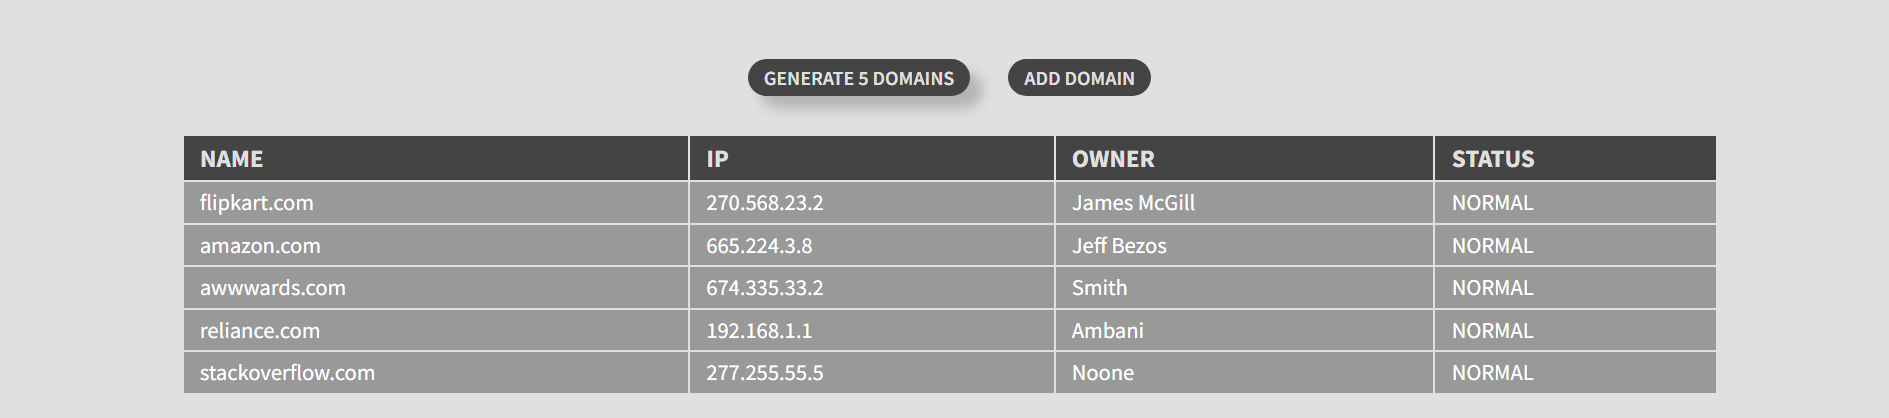 GENERATE 5 DOMAINS ADD DOMAIN
NAME IP OWNER STATUS
flipkart.com 270.568.23.2 James McGill NORMAL
amazon.com 665.224.3.8 Jeff Bezos NORMAL
awwwards.com 674.335.33.2 Smith NORMAL
reliance.com 192.168.1.1 Ambani NORMAL
stackoverflow.com 277.255.55.5 Noone NORMAL